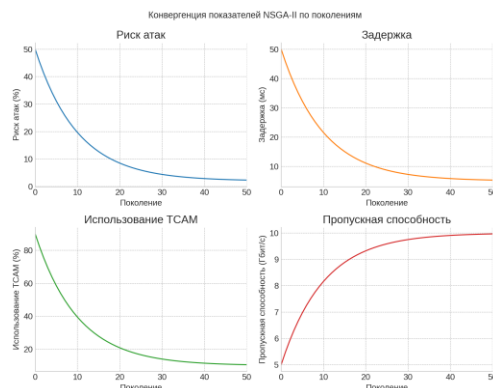 Конвергенция показателей NSGA-II по поколениям
Риск атак
Риск атак (%)
50
40
30
20
10
0
0 10 20 30 40 50
Поколение
Задержка
Задержка (мс)
50
40
30
20
10
0 10 20 30 40 50
Поколение
Использование TCAM
Использование TCAM (%)
80
60
40
20
0 10 20 30 40 50
Поколение
Пропускная способность
Пропускная способность (Гбит/с)
10
9
8
7
6
5
0 10 20 30 40 50
Поколение